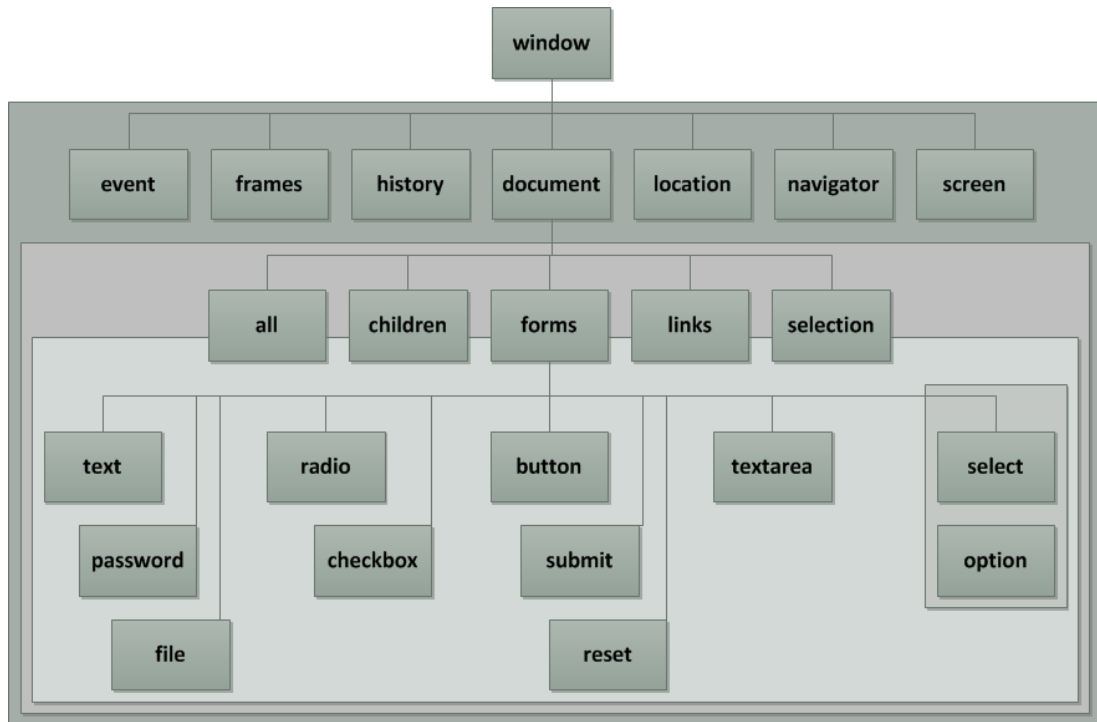 window
event
frames
history
document
location
navigator
screen
all
children
forms
links
selection
text
radio
button
textarea
select
password
checkbox
submit
option
file
reset